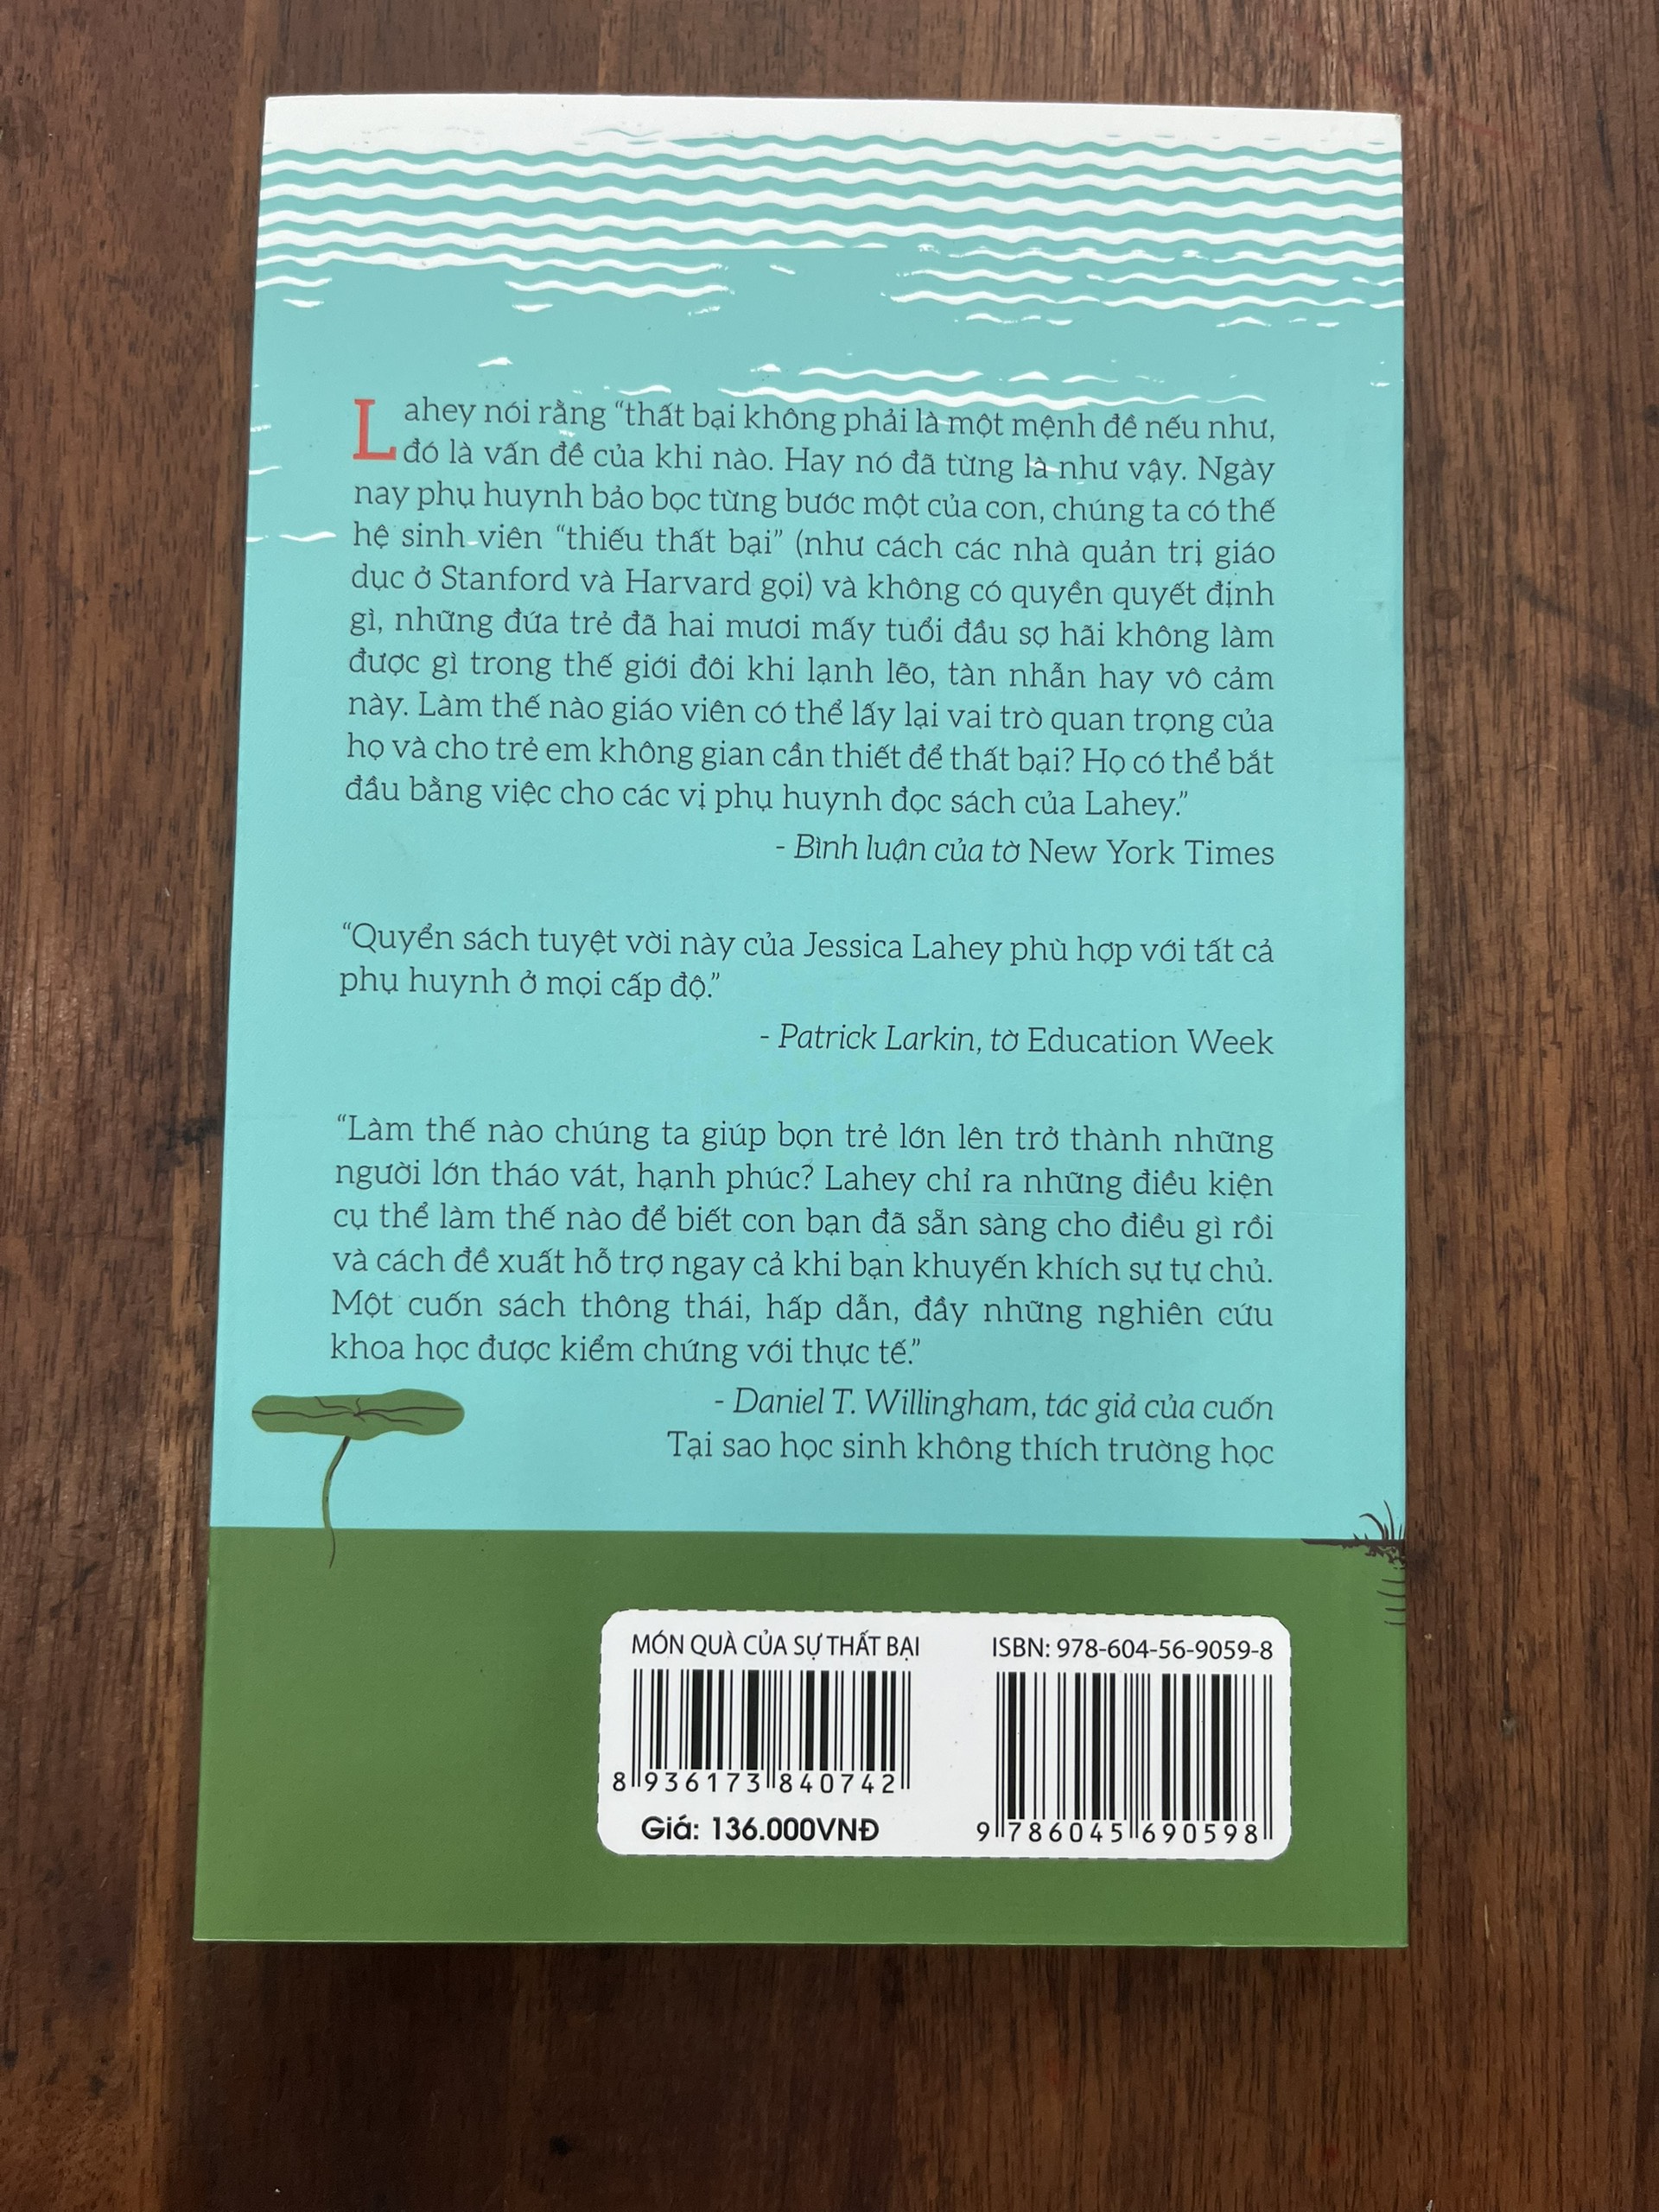 Lahey nói rằng “thất bại không phải là một mệnh đề nếu như,
đó là vấn đề của khi nào. Hay nó đã từng là như vậy. Ngày
nay phụ huynh bảo bọc từng bước một của con, chúng ta có thế
hệ sinh viên “thiếu thất bại” (như cách các nhà quản trị giáo
dục ở Stanford và Harvard gọi) và không có quyền quyết định
gì, những đứa trẻ đã hai mươi mấy tuổi đầu sợ hãi không làm
được gì trong thế giới đôi khi lạnh lẽo, tàn nhẫn hay vô cảm
này. Làm thế nào giáo viên có thể lấy lại vai trò quan trọng của
họ và cho trẻ em không gian cần thiết để thất bại? Họ có thể bắt
đầu bằng việc cho các vị phụ huynh đọc sách của Lahey.”
- Bình luận của tờ New York Times
“Quyển sách tuyệt vời này của Jessica Lahey phù hợp với tất cả
phụ huynh ở mọi cấp độ.”
- Patrick Larkin, tờ Education Week
“Làm thế nào chúng ta giúp bọn trẻ lớn lên trở thành những
người lớn tháo vát, hạnh phúc? Lahey chỉ ra những điều kiện
cụ thể làm thế nào để biết con bạn đã sẵn sàng cho điều gì rồi
và cách đề xuất hỗ trợ ngay cả khi bạn khuyến khích sự tự chủ.
Một cuốn sách thông thái, hấp dẫn, đầy những nghiên cứu
khoa học được kiểm chứng với thực tế.”
- Daniel T. Willingham, tác giả của cuốn
Tại sao học sinh không thích trường học
MÓN QUÀ CỦA SỰ THẤT BẠI
8 936173 840742
Giá: 136.000VNĐ
ISBN: 978-604-56-9059-8
9 786045 690598